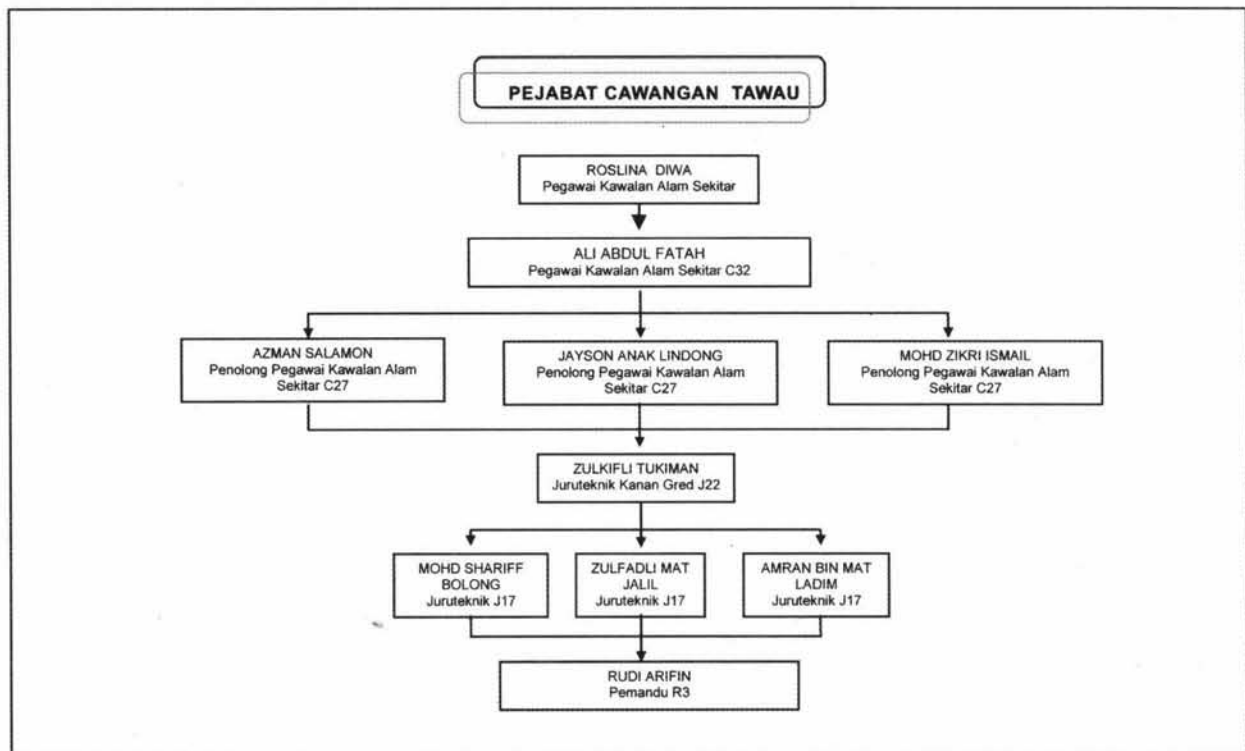 PEJABAT CAWANGAN TAWAU
ROSLINA DIWA
Pegawai Kawalan Alam Sekitar
ALI ABDUL FATAH
Pegawai Kawalan Alam Sekitar C32
AZMAN SALAMON
Penolong Pegawai Kawalan Alam
Sekitar C27
JAYSON ANAK LINDONG
Penolong Pegawai Kawalan Alam
Sekitar C27
MOHD ZIKRI ISMAIL
Penolong Pegawai Kawalan Alam
Sekitar C27
ZULKIFLI TUKIMAN
Juruteknik Kanan Gred J22
MOHD SHARIFF
BOLONG
Juruteknik J17
ZULFADLI MAT
JALIL
Juruteknik J17
AMRAN BIN MAT
LADIM
Juruteknik J17
RUDI ARIFIN
Pemandu R3